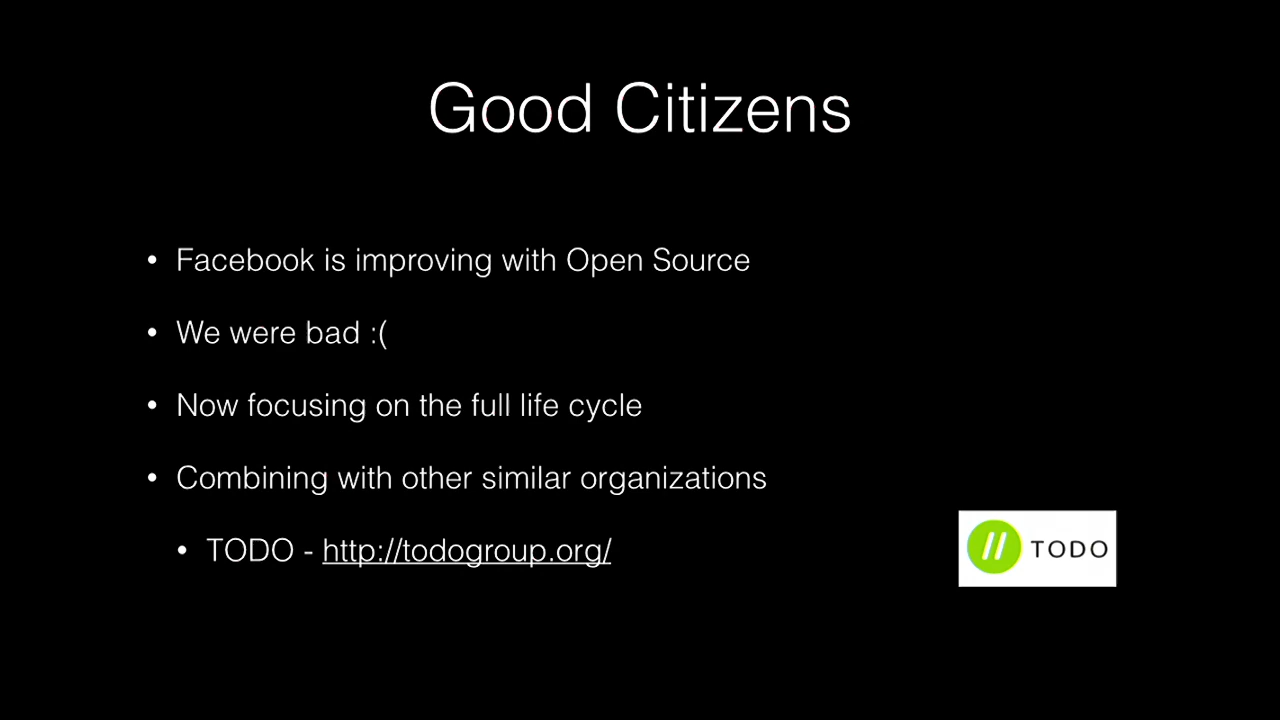 Good Citizens
• Facebook is improving with Open Source
• We were bad :(
• Now focusing on the full life cycle
• Combining with other similar organizations
• TODO - http://todogroup.org/
// TODO